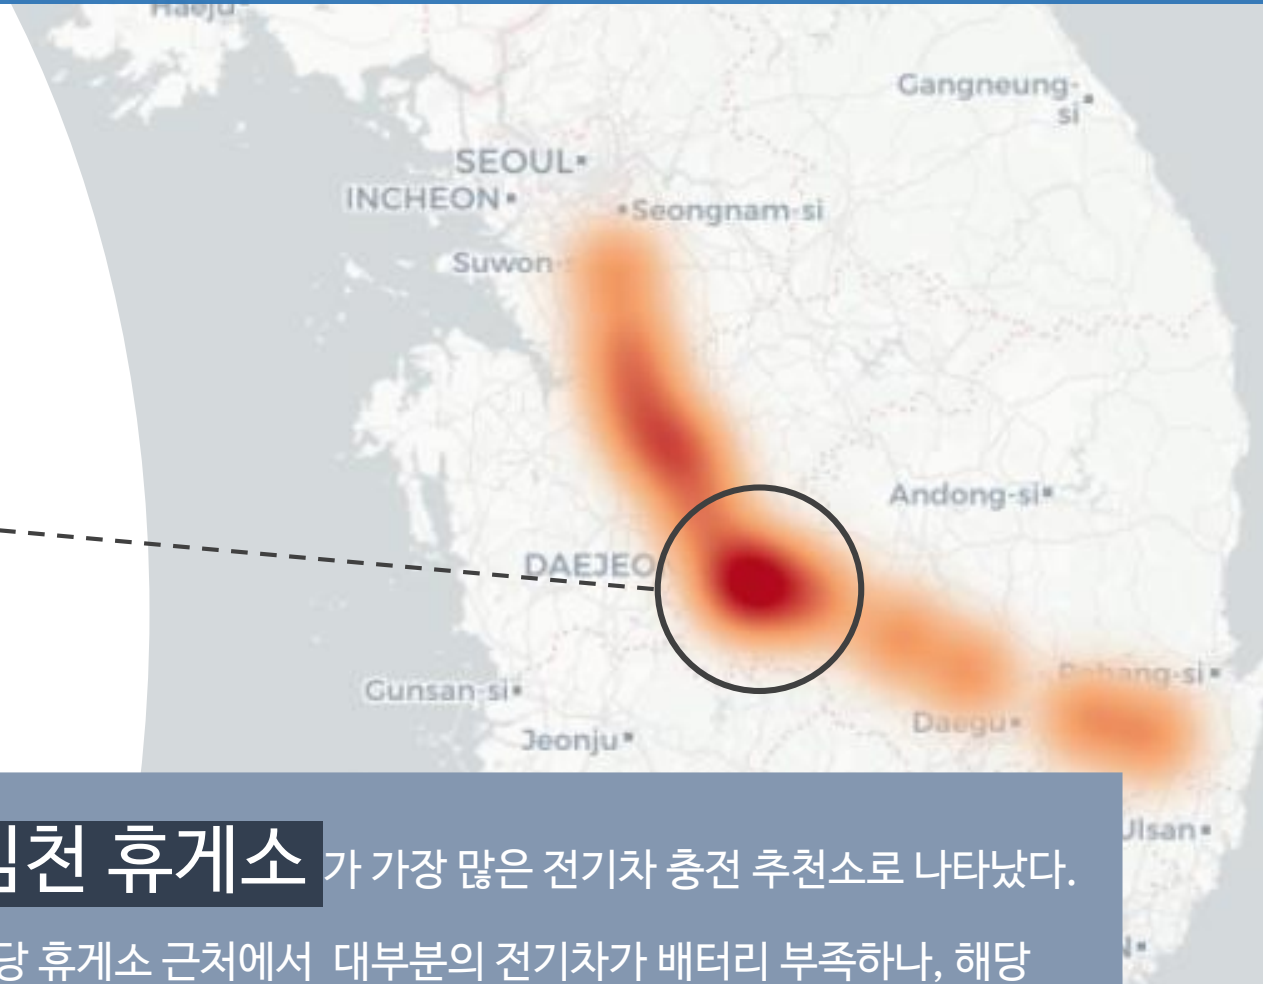 Haeju
Gangneung-
si
SEOUL
INCHEON
Seongnam-si
Suwon-s
Andong-si
DAEJEO
Pohang-si
Gunsan-si
Daegu
Jeonju
Ulsan
천 휴게소 가 가장 많은 전기차 충전 추천소로 나타났다.
당 휴게소 근처에서 대부분의 전기차가 배터리 부족하나, 해당